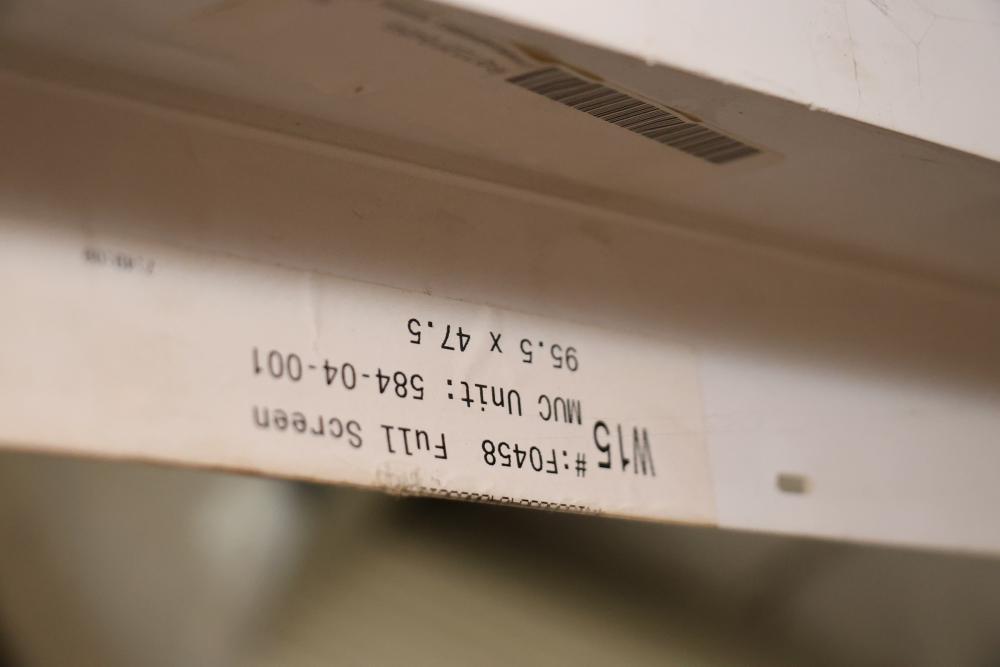 W15
#:F0458 Full Screen
MUC Unit: 584-04-001
95.5 x 47.5